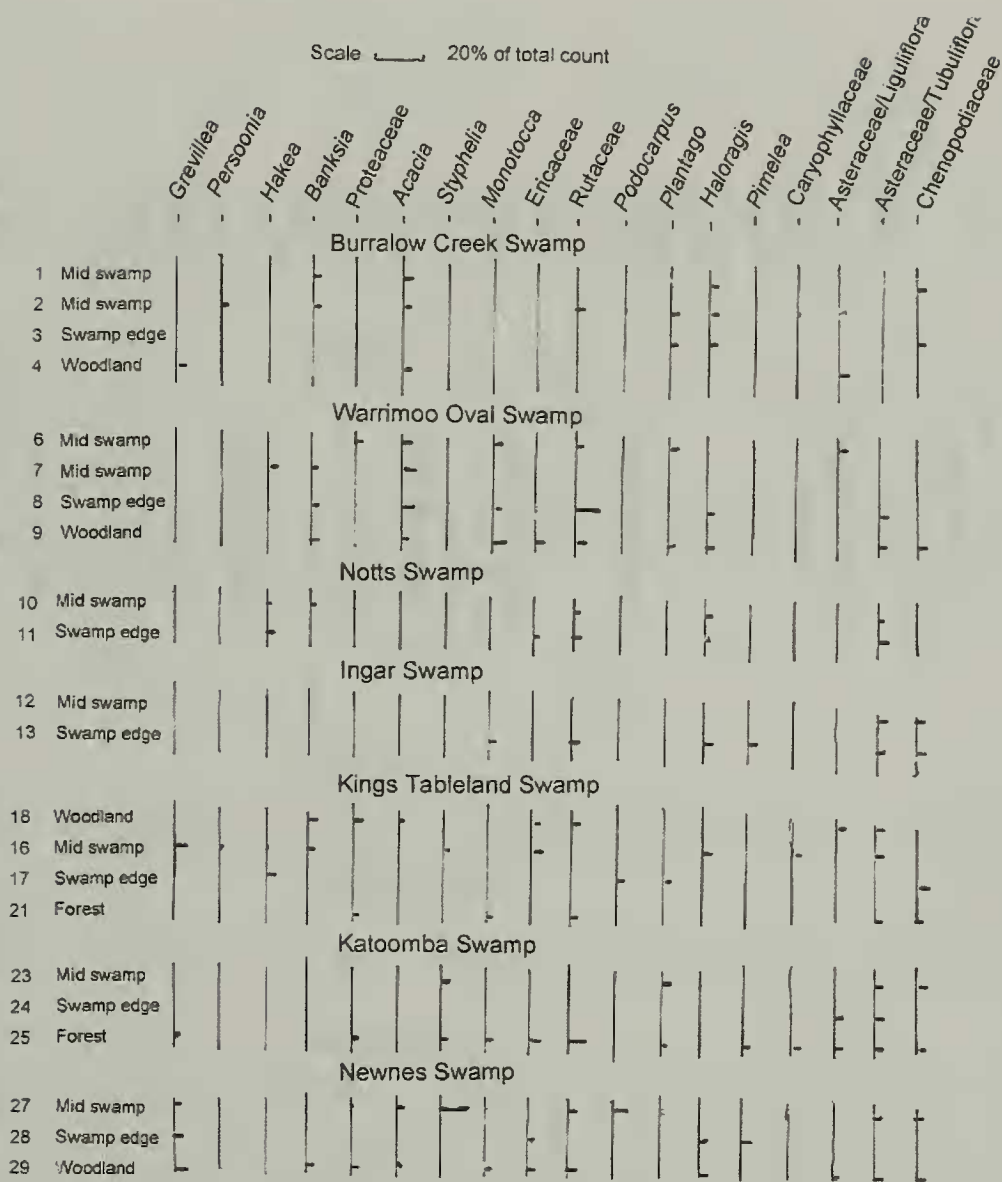 Scale 20% of total count
Grevillea
Persoonia
Hakea
Banksia
Proteaceae
Acacia
Styphelia
Monotocca
Ericaceae
Rutaceae
Podocarpus
Plantago
Haloragis
Pimelea
Caryophyllaceae
Asteraceae/Liguliflora
Asteraceae/Tubuliflora
Chenopodiaceae
Burralow Creek Swamp
1 Mid swamp
2 Mid swamp
3 Swamp edge
4 Woodland
Warrimoo Oval Swamp
6 Mid swamp
7 Mid swamp
8 Swamp edge
9 Woodland
Notts Swamp
10 Mid swamp
11 Swamp edge
Ingar Swamp
12 Mid swamp
13 Swamp edge
Kings Tableland Swamp
18 Woodland
16 Mid swamp
17 Swamp edge
21 Forest
Katoomba Swamp
23 Mid swamp
24 Swamp edge
25 Forest
Newnes Swamp
27 Mid swamp
28 Swamp edge
29 Woodland